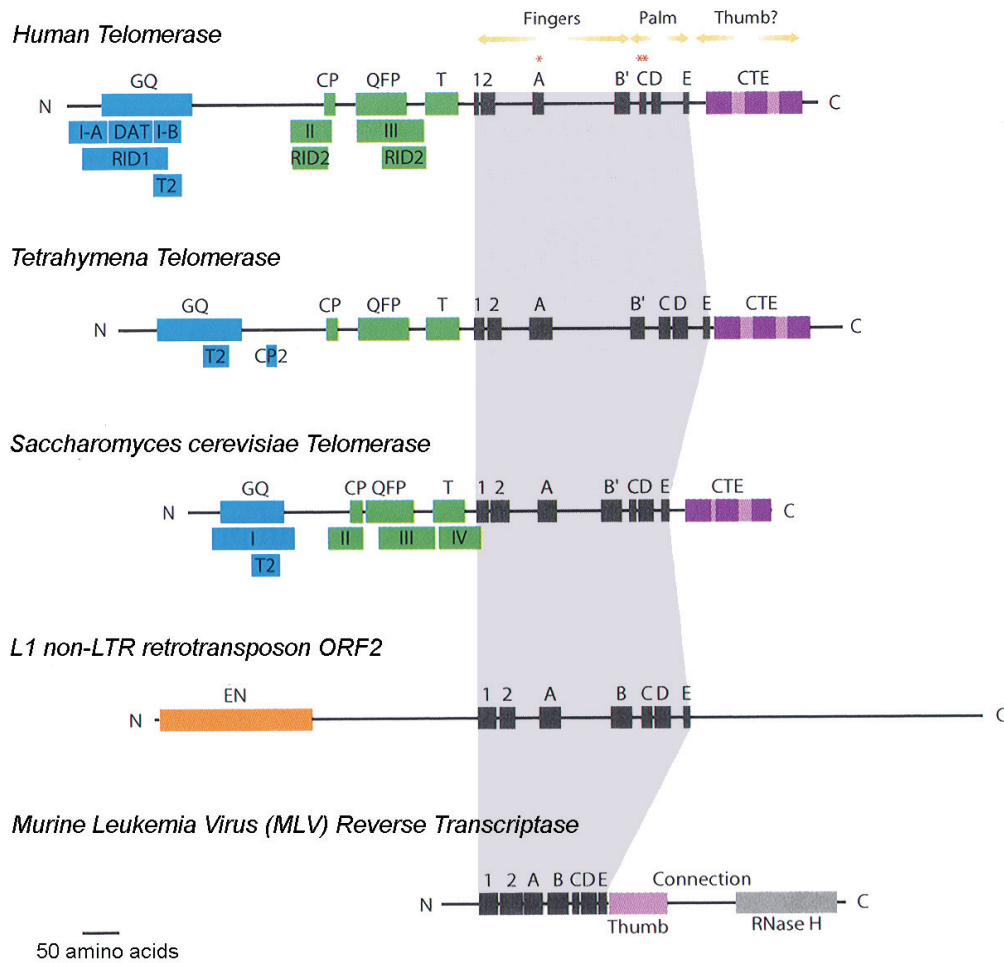 Fingers Palm Thumb?
Human Telomerase
* **
GQ CP QFP T 12 A B' CD E CTE
N C
I-A DAT I-B II III
RID1 RID2 RID2
T2
Tetrahymena Telomerase
GQ CP QFP T 1 2 A B' C D E CTE
N C
T2 CP2
Saccharomyces cerevisiae Telomerase
GQ CP QFP T 1 2 A B' CD E CTE
N C
I II III IV
T2
L1 non-LTR retrotransposon ORF2
EN 1 2 A B C D E
N C
Murine Leukemia Virus (MLV) Reverse Transcriptase
1 2 A B CD E Connection
N C
Thumb RNase H
50 amino acids